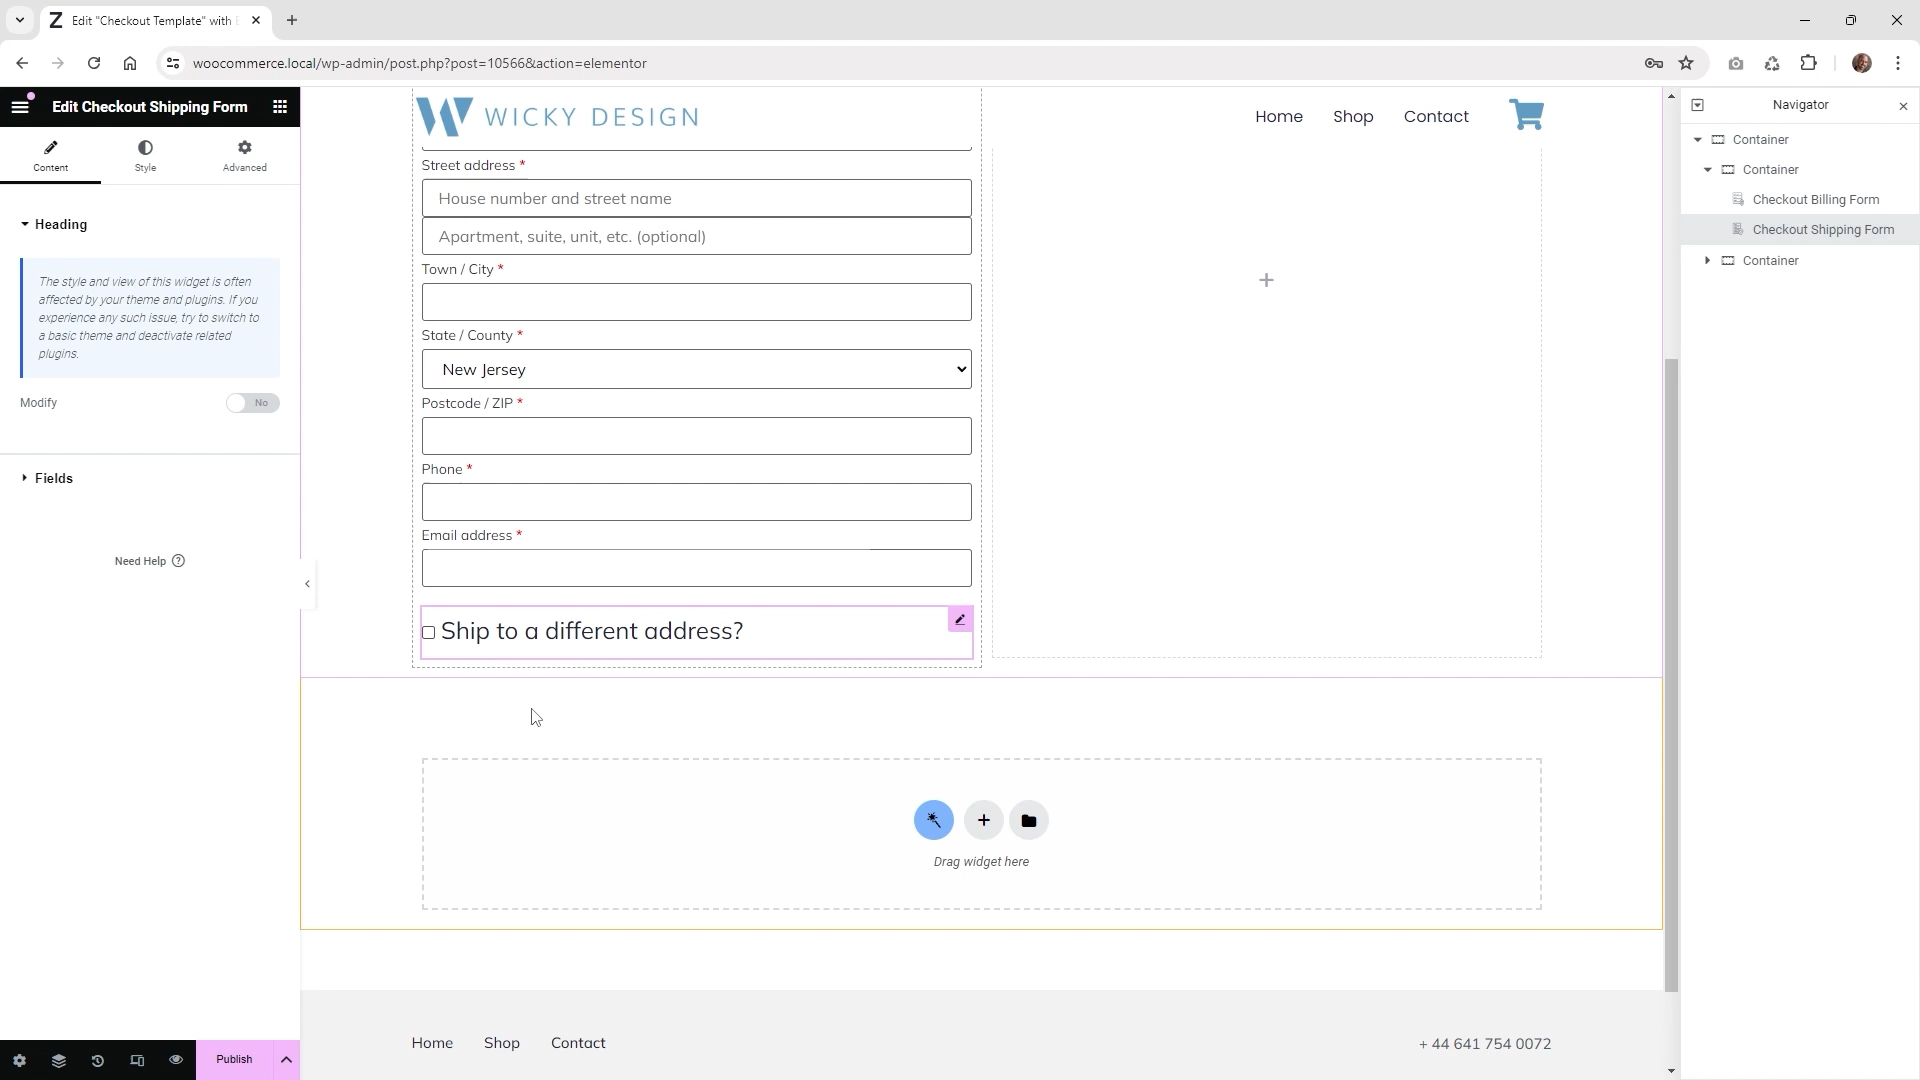 Edit "Checkout Template" with
woocommerce.local/wp-admin/post.php?post=10566&action=elementor
Edit Checkout Shipping Form
Content
Style
Advanced
Heading
The style and view of this widget is often
affected by your theme and plugins. If you
experience any such issue, try to switch to
a basic theme and deactivate related
plugins.
Modify
No
Fields
Need Help
Publish
WICKY DESIGN
Home
Shop
Contact
Street address *
House number and street name
Apartment, suite, unit, etc. (optional)
Town / City *
State / County *
New Jersey
Postcode / ZIP *
Phone *
Email address *
Ship to a different address?
Drag widget here
Home
Shop
Contact
+ 44 641 754 0072
Navigator
Container
Container
Checkout Billing Form
Checkout Shipping Form
Container